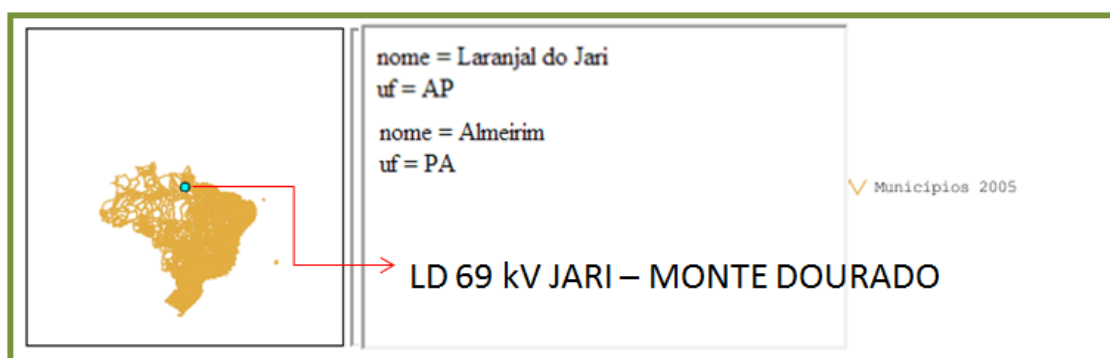 nome = Laranjal do Jari
uf = AP
nome = Almeirim
uf = PA
Municípios 2005
LD 69 kV JARI – MONTE DOURADO